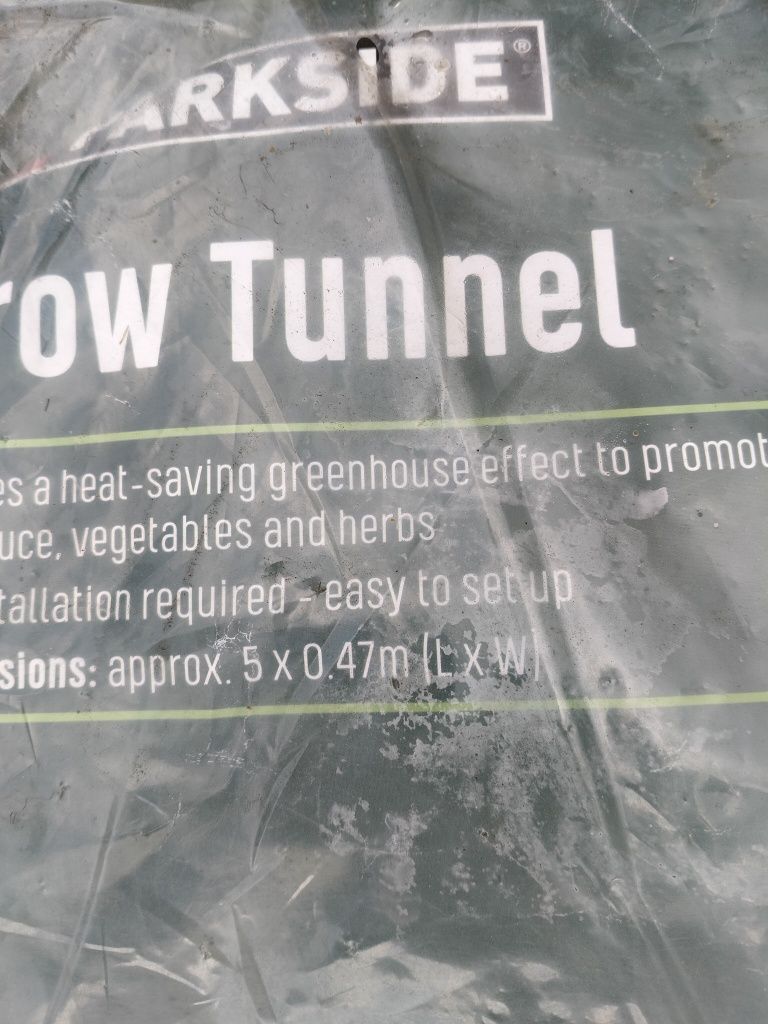 PARKSIDE®
row Tunnel
es a heat-saving greenhouse effect to promot
uce, vegetables and herbs
tallation required - easy to set up
sions: approx. 5 x 0.47m (L x W)